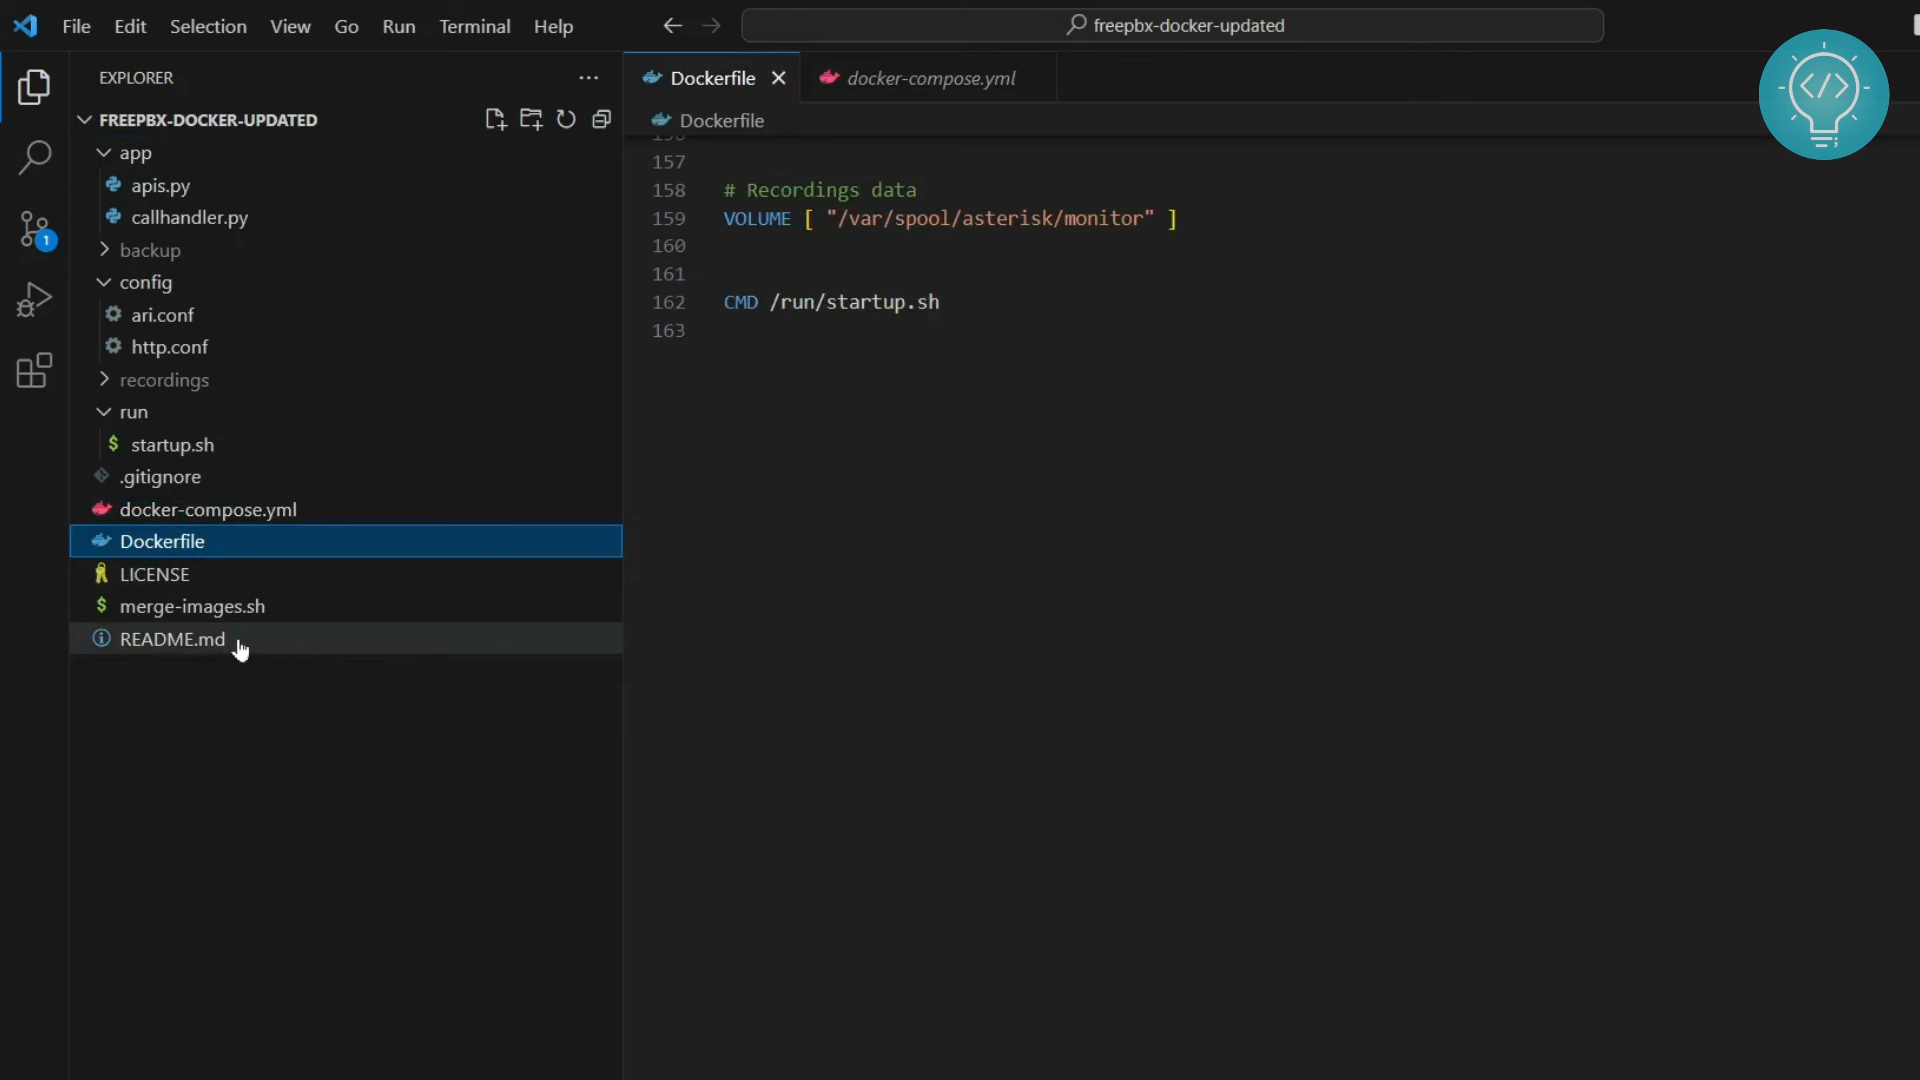 File Edit Selection View Go Run Terminal Help
freepbx-docker-updated
EXPLORER
FREEPBX-DOCKER-UPDATED
app
apis.py
callhandler.py
backup
config
ari.conf
http.conf
recordings
run
startup.sh
.gitignore
docker-compose.yml
Dockerfile
LICENSE
merge-images.sh
README.md
1
Dockerfile docker-compose.yml
Dockerfile
157
158 # Recordings data
159 VOLUME [ "/var/spool/asterisk/monitor" ]
160
161
162 CMD /run/startup.sh
163